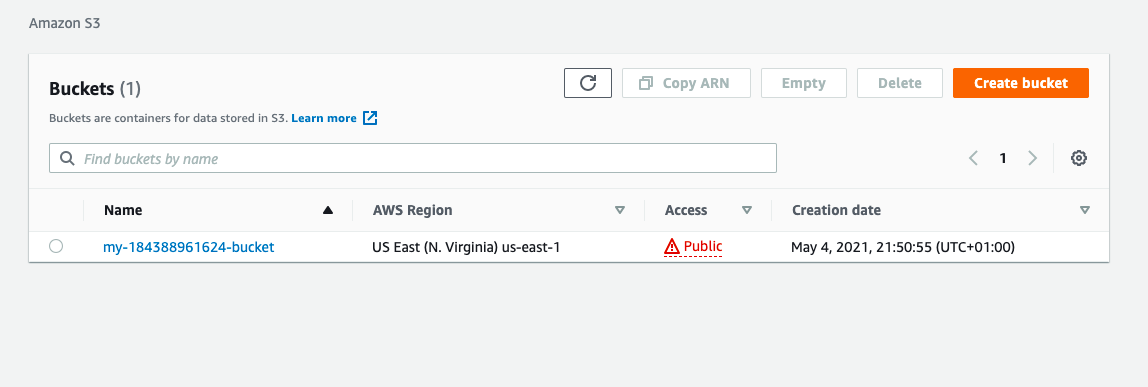 Amazon S3
Buckets (1)
Copy ARN
Empty
Delete
Create bucket
Buckets are containers for data stored in S3. Learn more
Find buckets by name
1
Name AWS Region Access Creation date
my-184388961624-bucket US East (N. Virginia) us-east-1 Public May 4, 2021, 21:50:55 (UTC+01:00)